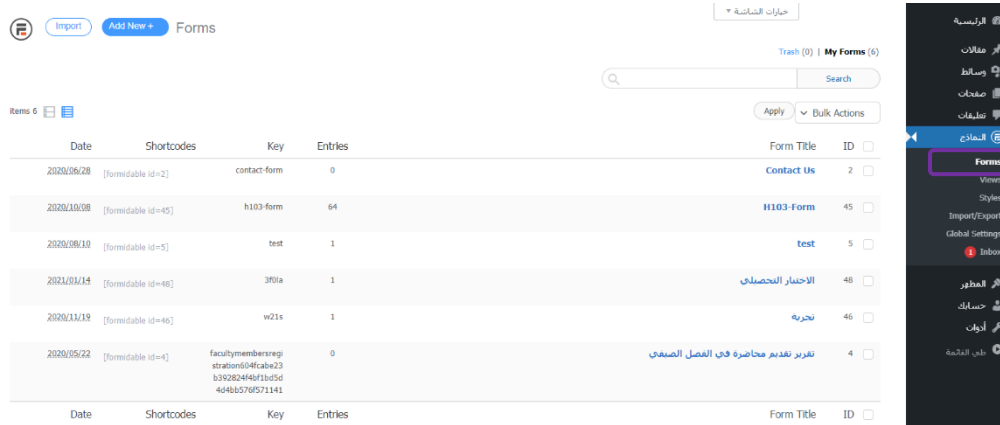 خيارات الشاشة
Forms
Add New +
Import
My Forms (6) | Trash (0)
Search
Bulk Actions
Apply
items 6
ID Form Title Entries Key Shortcodes Date
2 Contact Us 0 contact-form [formidable id=2] 2020/06/28
45 H103-Form 64 h103-form [formidable id=45] 2020/10/08
5 test 1 test [formidable id=5] 2020/08/10
48 الاختبار التحصيلي 1 3f0la [formidable id=48] 2021/01/14
46 تجربة 1 w21s [formidable id=46] 2020/11/19
4 تقرير تقديم محاضرة في الفصل الصيفي 0 facultymembersregi [formidable id=4] 2020/05/22
stration604fcabe23
b392824f4bf1bd5d
4d4bb576f571141
ID Form Title Entries Key Shortcodes Date
الرئيسية
مقالات
وسائط
صفحات
تعليقات
النماذج
Forms
Views
Styles
Import/Export
Global Settings
Inbox 1
المظهر
حسابك
أدوات
طي القائمة